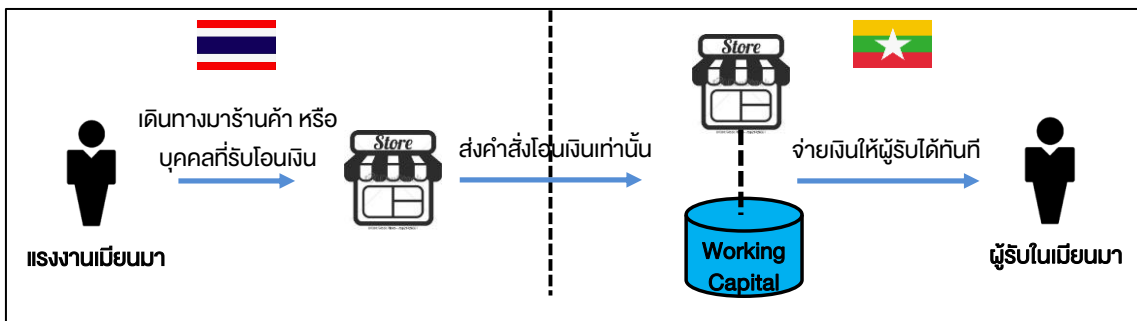 เดินทางมาร้านค้า หรือ
บุคคลที่รับโอนเงิน
แรงงานเมียนมา
Store
ส่งคำสั่งโอนเงินเท่านั้น
Store
Working
Capital
จ่ายเงินให้ผู้รับได้ทันที
ผู้รับในเมียนมา